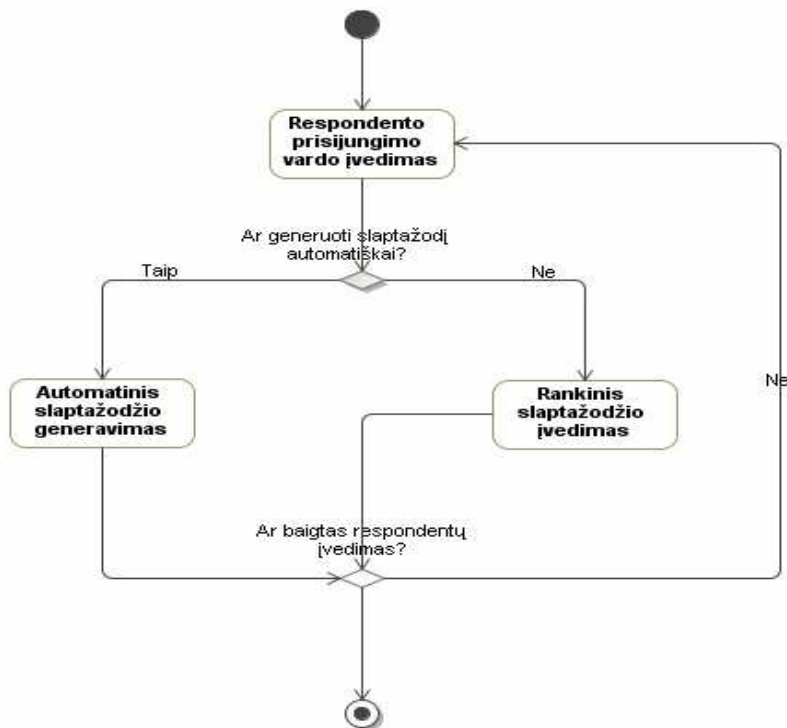 Respondento
prisijungimo
vardo įvedimas
Ar generuoti slaptažodį
automatiškai?
Taip
Ne
Automatinis
slaptažodžio
generavimas
Rankinis
slaptažodžio
įvedimas
Ne
Ar baigtas respondentų
įvedimas?